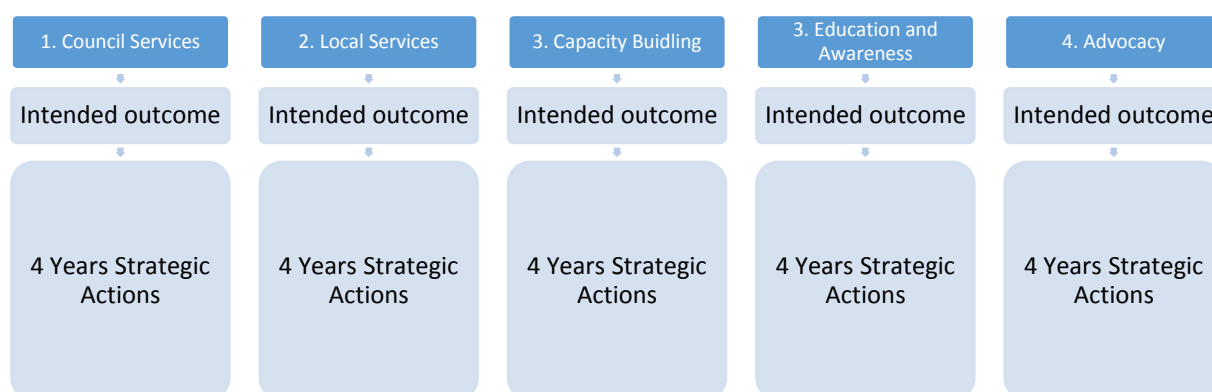 1. Council Services
2. Local Services
3. Capacity Buidling
3. Education and
Awareness
4. Advocacy
Intended outcome
Intended outcome
Intended outcome
Intended outcome
Intended outcome
4 Years Strategic
Actions
4 Years Strategic
Actions
4 Years Strategic
Actions
4 Years Strategic
Actions
4 Years Strategic
Actions